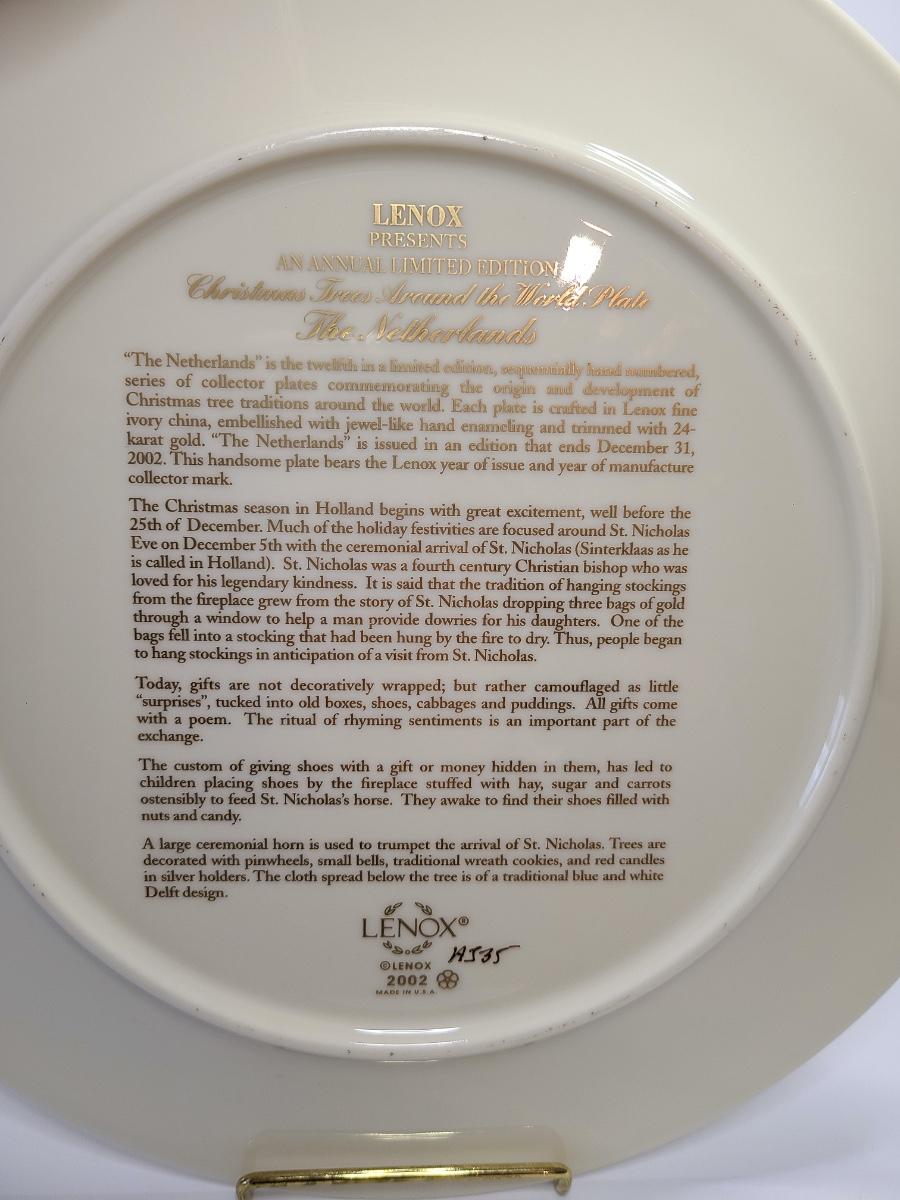 LENOX
PRESENTS
AN ANNUAL LIMITED EDITION
Christmas Trees Around the World Plate
The Netherlands
“The Netherlands” is the twelfth in a limited edition, sequentially hand numbered,
series of collector plates commemorating the origin and development of
Christmas tree traditions around the world. Each plate is crafted in Lenox fine
ivory china, embellished with jewel-like hand enameling and trimmed with 24-
karat gold. “The Netherlands” is issued in an edition that ends December 31,
2002. This handsome plate bears the Lenox year of issue and year of manufacture
collector mark.
The Christmas season in Holland begins with great excitement, well before the
25th of December. Much of the holiday festivities are focused around St. Nicholas
Eve on December 5th with the ceremonial arrival of St. Nicholas (Sinterklaas as he
is called in Holland). St. Nicholas was a fourth century Christian bishop who was
loved for his legendary kindness. It is said that the tradition of hanging stockings
from the fireplace grew from the story of St. Nicholas dropping three bags of gold
through a window to help a man provide dowries for his daughters. One of the
bags fell into a stocking that had been hung by the fire to dry. Thus, people began
to hang stockings in anticipation of a visit from St. Nicholas.
Today, gifts are not decoratively wrapped; but rather camouflaged as little
“surprises”, tucked into old boxes, shoes, cabbages and puddings. All gifts come
with a poem. The ritual of rhyming sentiments is an important part of the
exchange.
The custom of giving shoes with a gift or money hidden in them, has led to
children placing shoes by the fireplace stuffed with hay, sugar and carrots
ostensibly to feed St. Nicholas's horse. They awake to find their shoes filled with
nuts and candy.
A large ceremonial horn is used to trumpet the arrival of St. Nicholas. Trees are
decorated with pinwheels, small bells, traditional wreath cookies, and red candles
in silver holders. The cloth spread below the tree is of a traditional blue and white
Delft design.
LENOX®
©LENOX
2002
MADE IN U.S.A.